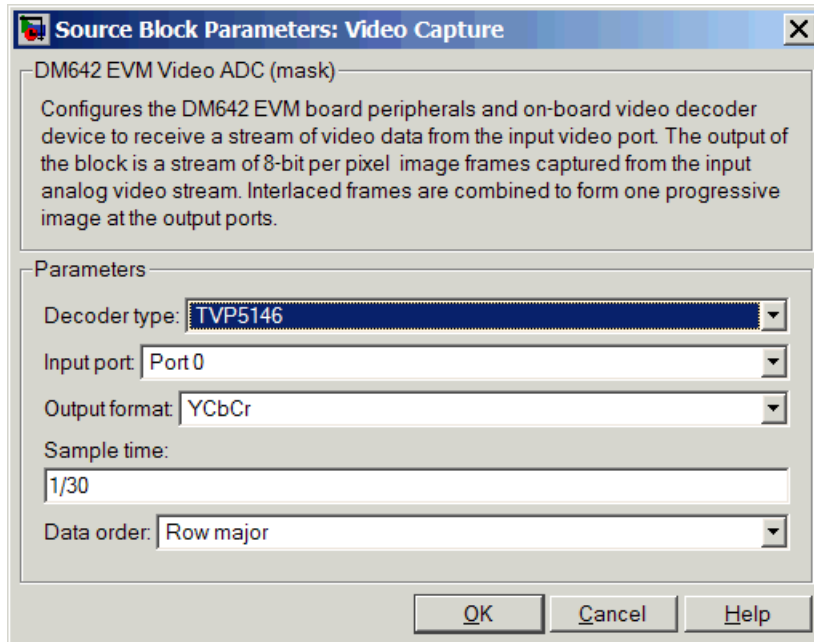 Source Block Parameters: Video Capture
DM642 EVM Video ADC (mask)
Configures the DM642 EVM board peripherals and on-board video decoder
device to receive a stream of video data from the input video port. The output of
the block is a stream of 8-bit per pixel image frames captured from the input
analog video stream. Interlaced frames are combined to form one progressive
image at the output ports.
Parameters
Decoder type: TVP5146
Input port: Port 0
Output format: YCbCr
Sample time:
1/30
Data order: Row major
OK Cancel Help